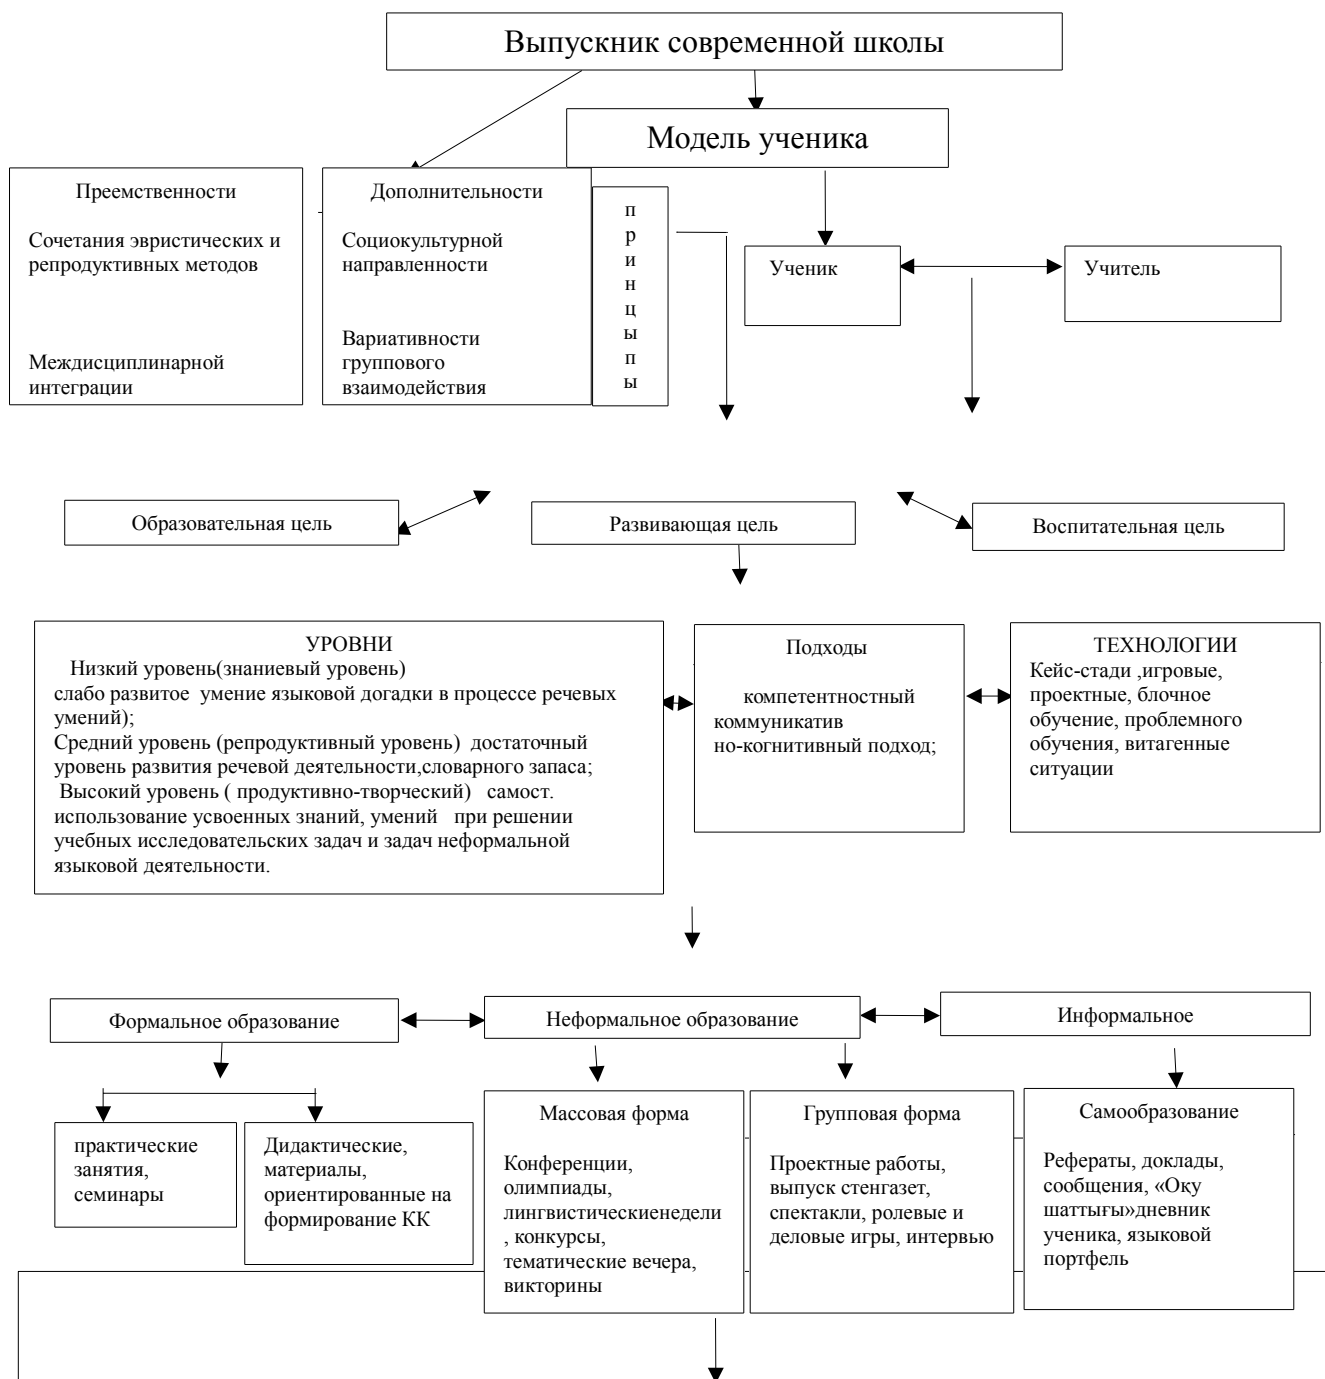 Выпускник современной школы
Модель ученика
Преемственности
Сочетания эвристических и
репродуктивных методов
Междисциплинарной
интеграции
Дополнительности
Социокультурной
направленности
Вариативности
группового
взаимодействия
п
р
и
н
ц
ы
п
ы
Ученик
Учитель
Образовательная цель
Развивающая цель
Воспитательная цель
УРОВНИ
Низкий уровень(знаниевый уровень)
слабо развитое умение языковой догадки в процессе речевых
умений);
Средний уровень (репродуктивный уровень) достаточный
уровень развития речевой деятельности,словарного запаса;
Высокий уровень ( продуктивно-творческий) самост.
использование усвоенных знаний, умений при решении
учебных исследовательских задач и задач неформальной
языковой деятельности.
Подходы
компетентностный
коммуникатив
но-когнитивный подход;
ТЕХНОЛОГИИ
Кейс-стади ,игровые,
проектные, блочное
обучение, проблемного
обучения, витагенные
ситуации
Формальное образование
Неформальное образование
Информальное
практические
занятия,
семинары
Дидактические,
материалы,
ориентированные на
формирование КК
Массовая форма
Конференции,
олимпиады,
лингвистическиенедели
, конкурсы,
тематические вечера,
викторины
Групповая форма
Проектные работы,
выпуск стенгазет,
спектакли, ролевые и
деловые игры, интервью
Самообразование
Рефераты, доклады,
сообщения, «Оқу
шаттығы»дневник
ученика, языковой
портфель